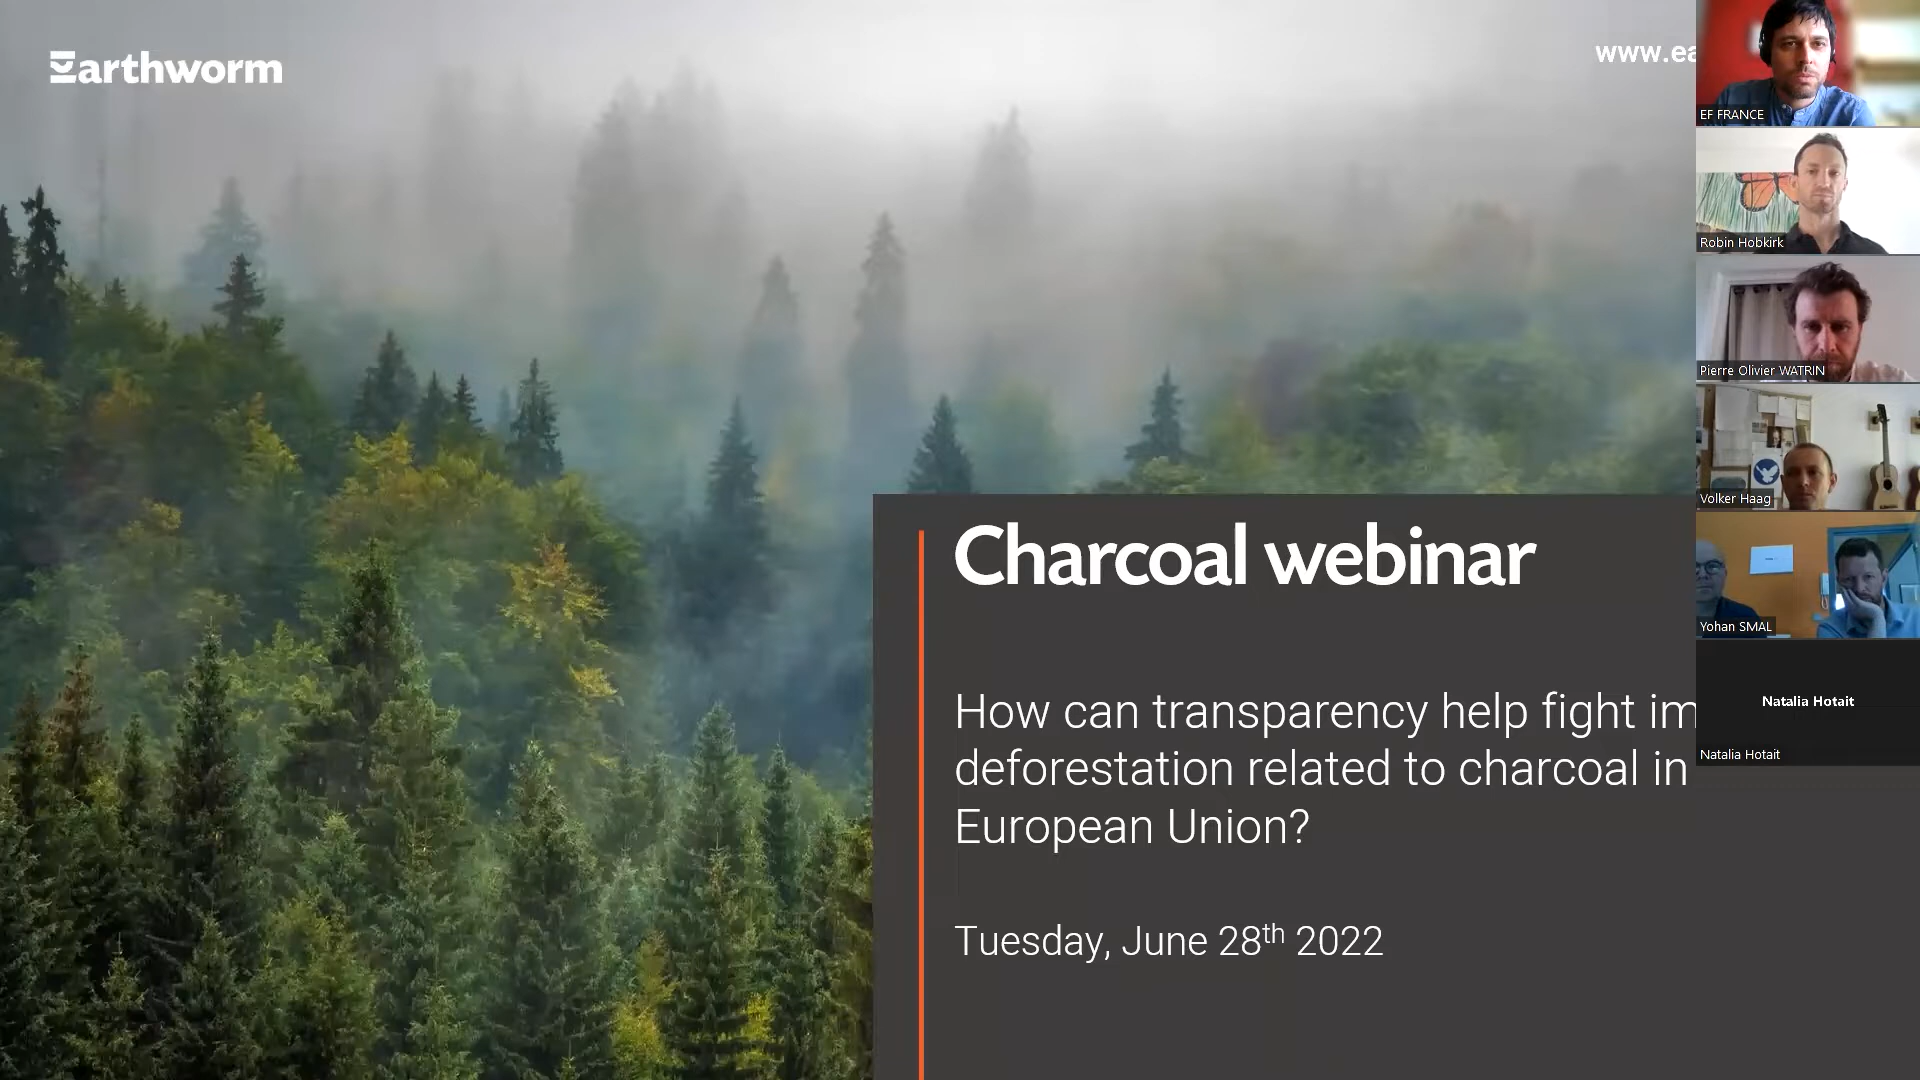 Earthworm
www.ea
Charcoal webinar
How can transparency help fight im
deforestation related to charcoal in
European Union?
Tuesday, June 28th 2022
EF FRANCE
Robin Hobkirk
Pierre Olivier WATRIN
Volker Haag
Yohan SMAL
Natalia Hotait
Natalia Hotait